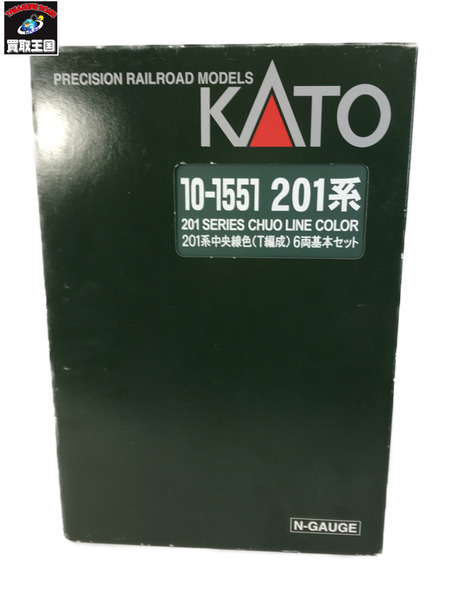 買取王国
PRECISION RAILROAD MODELS
KATO
10-1551 201系
201 SERIES CHUO LINE COLOR
201系中央線色(T編成)6両基本セット
N-GAUGE